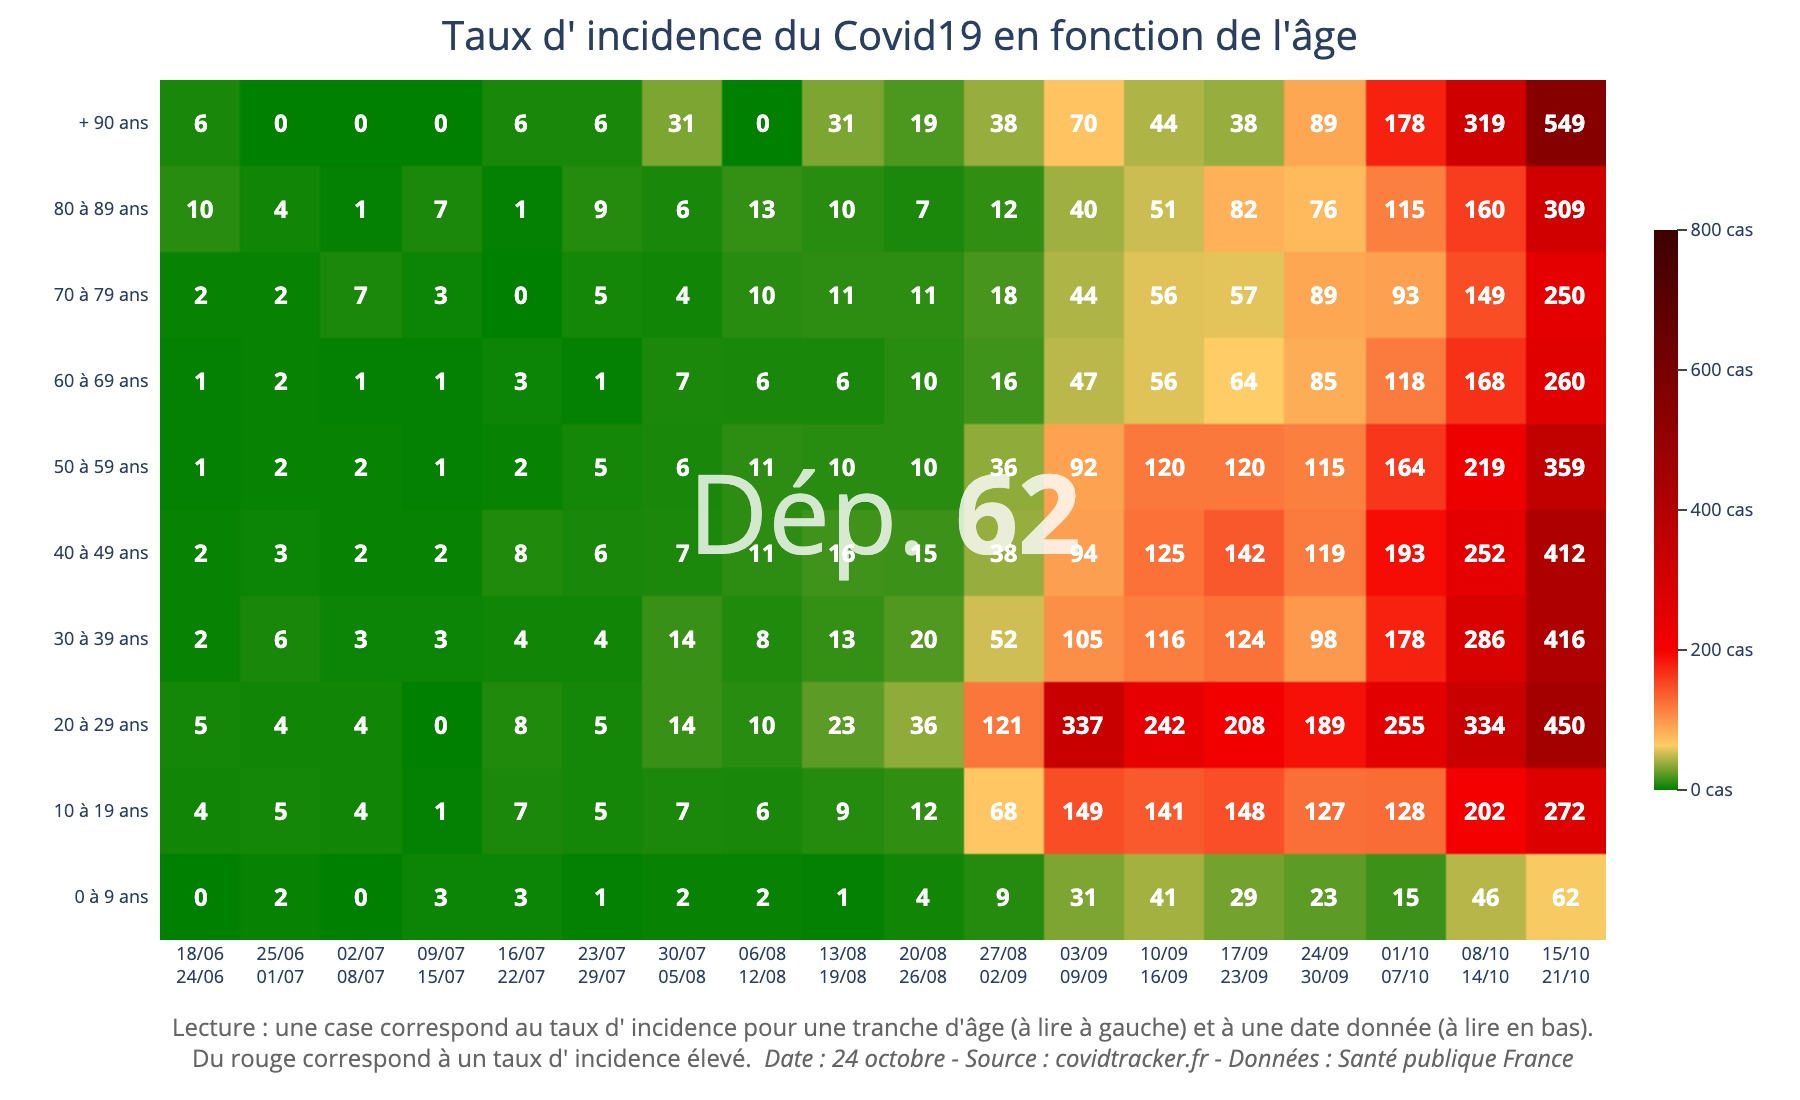 Taux d' incidence du Covid19 en fonction de l'âge
+ 90 ans 6 0 0 0 6 6 31 0 31 19 38 70 44 38 89 178 319 549
80 à 89 ans 10 4 1 7 1 9 6 13 10 7 12 40 51 82 76 115 160 309
70 à 79 ans 2 2 7 3 0 5 4 10 11 11 18 44 56 57 89 93 149 250
60 à 69 ans 1 2 1 1 3 1 7 6 6 10 16 47 56 64 85 118 168 260
50 à 59 ans 1 2 2 1 2 5 6 11 10 10 36 92 120 120 115 164 219 359
Dép. 62
40 à 49 ans 2 3 2 2 8 6 7 11 16 15 38 94 125 142 119 193 252 412
30 à 39 ans 2 6 3 3 4 4 14 8 13 20 52 105 116 124 98 178 286 416
20 à 29 ans 5 4 4 0 8 5 14 10 23 36 121 337 242 208 189 255 334 450
10 à 19 ans 4 5 4 1 7 5 7 6 9 12 68 149 141 148 127 128 202 272
0 à 9 ans 0 2 0 3 3 1 2 2 1 4 9 31 41 29 23 15 46 62
18/06 25/06 02/07 09/07 16/07 23/07 30/07 06/08 13/08 20/08 27/08 03/09 10/09 17/09 24/09 01/10 08/10 15/10
24/06 01/07 08/07 15/07 22/07 29/07 05/08 12/08 19/08 26/08 02/09 09/09 16/09 23/09 30/09 07/10 14/10 21/10
800 cas
600 cas
400 cas
200 cas
0 cas
Lecture : une case correspond au taux d' incidence pour une tranche d'âge (à lire à gauche) et à une date donnée (à lire en bas).
Du rouge correspond à un taux d' incidence élevé. Date : 24 octobre - Source : covidtracker.fr - Données : Santé publique France